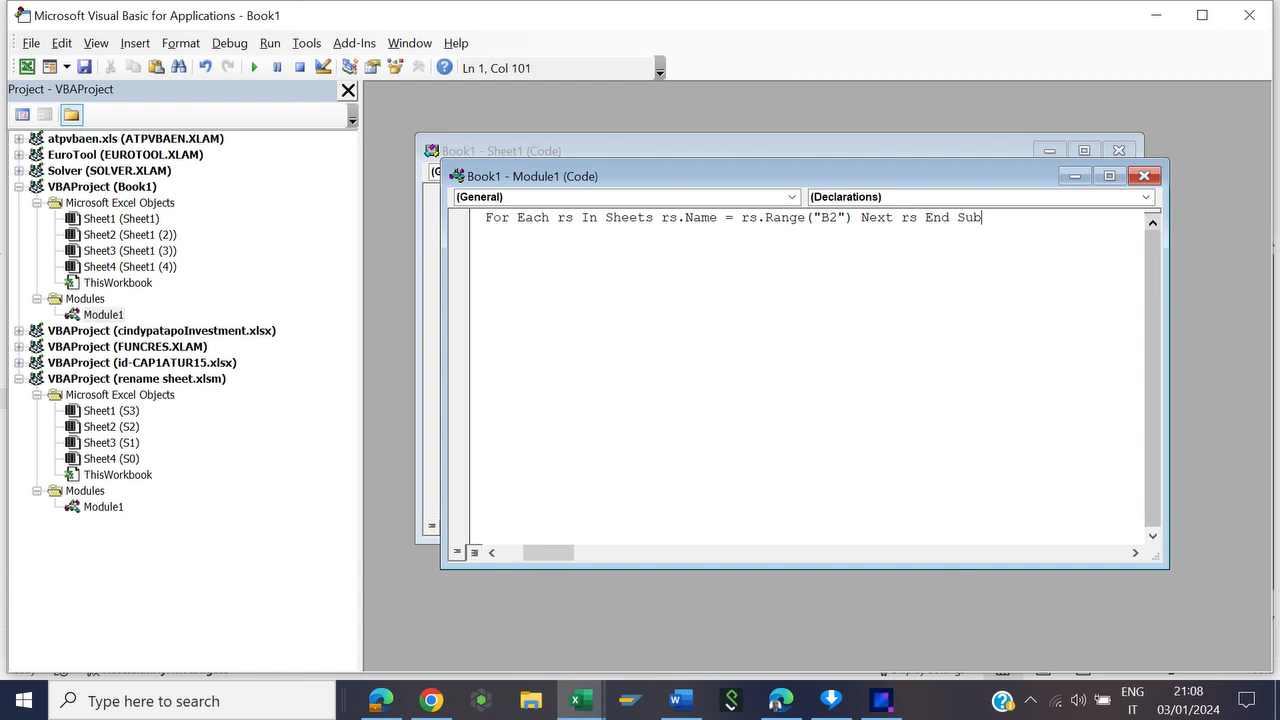 Microsoft Visual Basic for Applications - Book1
File Edit View Insert Format Debug Run Tools Add-Ins Window Help
Ln 1, Col 101
Project - VBAProject
atpvbaen.xls (ATPVBAEN.XLAM)
EuroTool (EUROTOOL.XLAM)
Solver (SOLVER.XLAM)
VBAProject (Book1)
Microsoft Excel Objects
Sheet1 (Sheet1)
Sheet2 (Sheet1 (2))
Sheet3 (Sheet1 (3))
Sheet4 (Sheet1 (4))
ThisWorkbook
Modules
Module1
VBAProject (cindypatapoInvestment.xlsx)
VBAProject (FUNCRES.XLAM)
VBAProject (id-CAP1ATUR15.xlsx)
VBAProject (rename sheet.xlsm)
Microsoft Excel Objects
Sheet1 (S3)
Sheet2 (S2)
Sheet3 (S1)
Sheet4 (S0)
ThisWorkbook
Modules
Module1
Book1 - Sheet1 (Code)
Book1 - Module1 (Code)
(General) (Declarations)
For Each rs In Sheets rs.Name = rs.Range("B2") Next rs End Sub
Type here to search
ENG
IT
21:08
03/01/2024